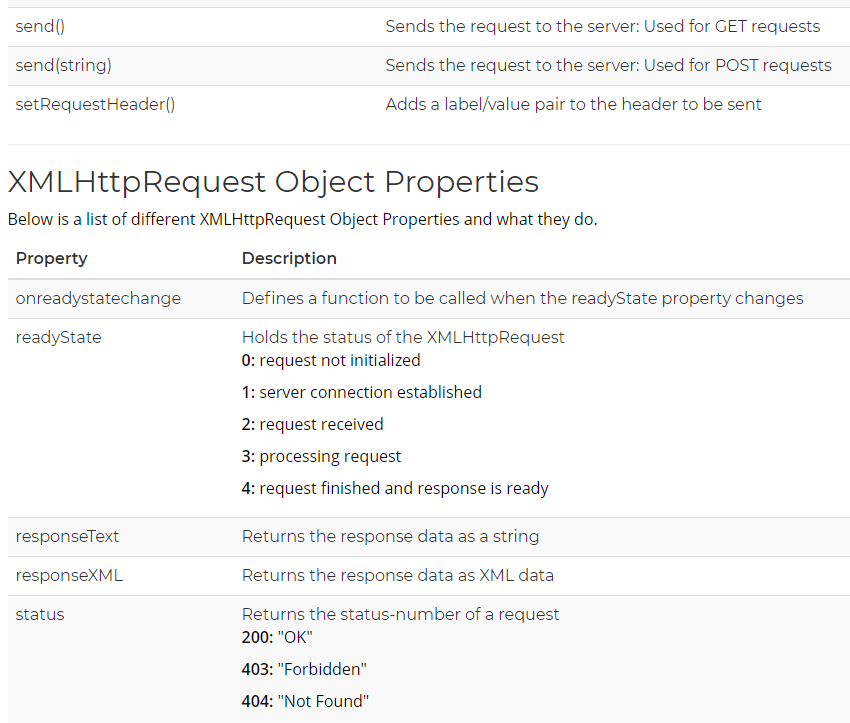 send() Sends the request to the server: Used for GET requests
send(string) Sends the request to the server: Used for POST requests
setRequestHeader() Adds a label/value pair to the header to be sent
XMLHttpRequest Object Properties
Below is a list of different XMLHttpRequest Object Properties and what they do.
Property Description
onreadystatechange Defines a function to be called when the readyState property changes
readyState Holds the status of the XMLHttpRequest
0: request not initialized
1: server connection established
2: request received
3: processing request
4: request finished and response is ready
responseText Returns the response data as a string
responseXML Returns the response data as XML data
status Returns the status-number of a request
200: "OK"
403: "Forbidden"
404: "Not Found"